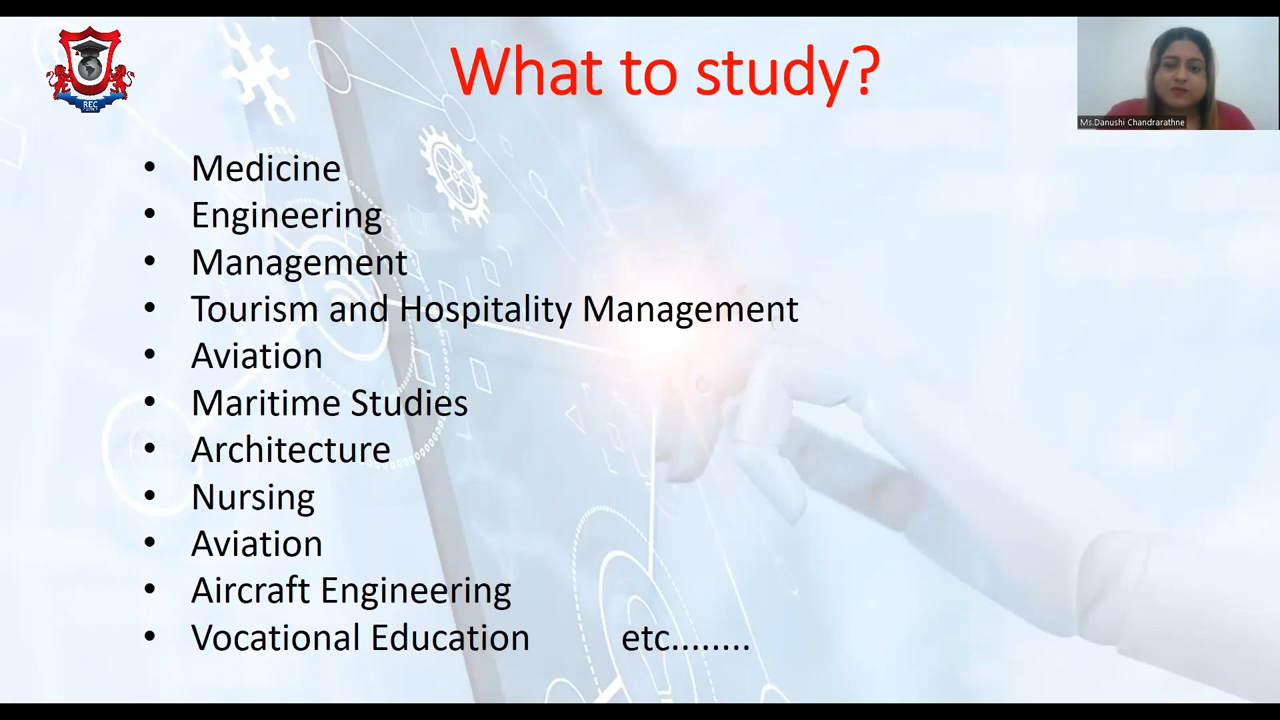 What to study?
Ms.Danushi Chandrarathne
REC
• Medicine
• Engineering
• Management
• Tourism and Hospitality Management
• Aviation
• Maritime Studies
• Architecture
• Nursing
• Aviation
• Aircraft Engineering
• Vocational Education etc........